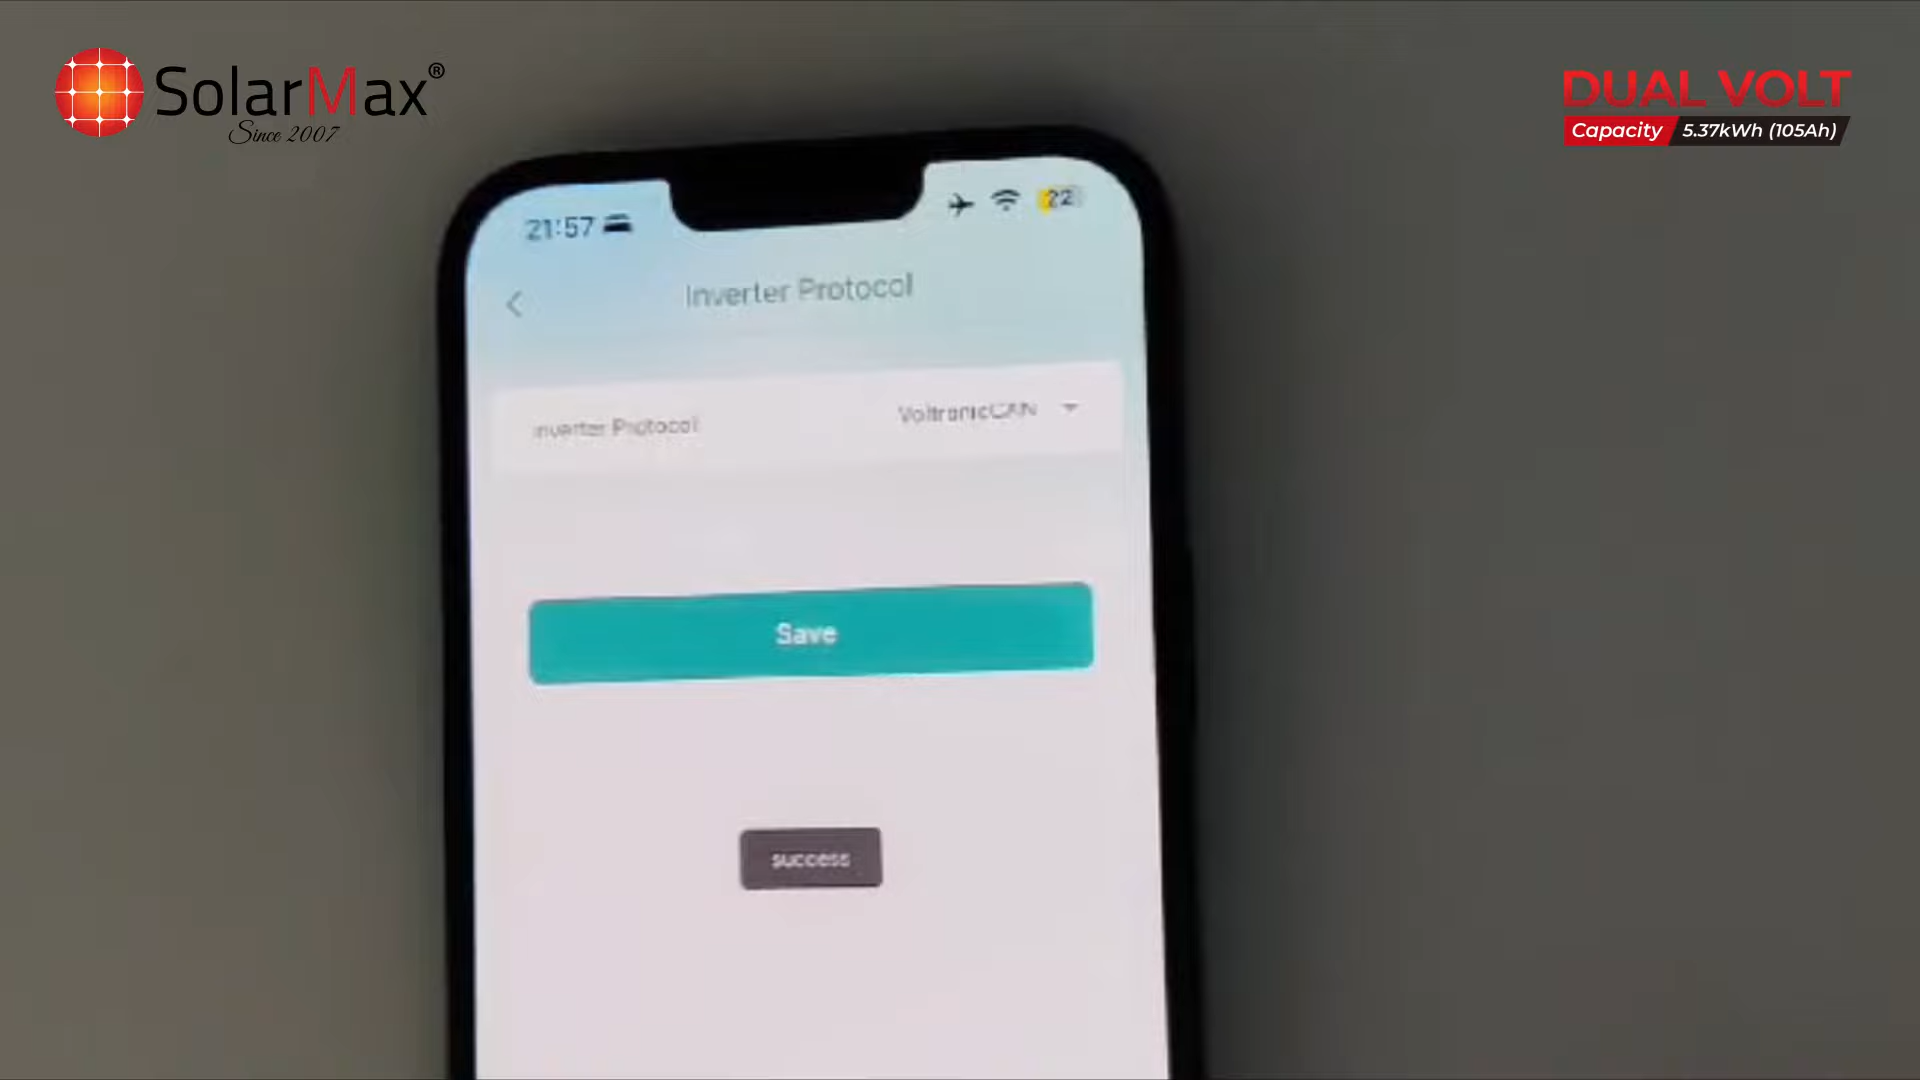 SolarMax®
Since 2007
DUAL VOLT
Capacity 5.37kWh (105Ah)
21:57
22
Inverter Protocol
Inverter Protocol
VoltronicCAN
Save
success